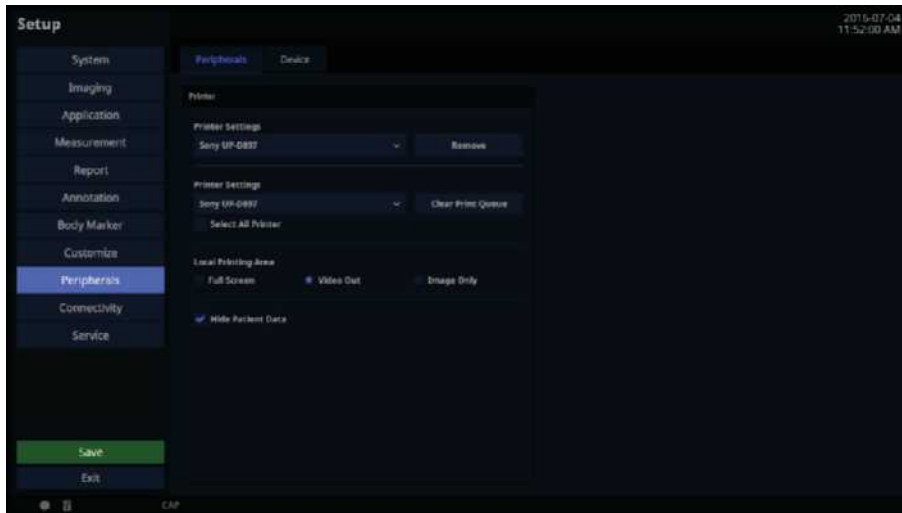 Setup
2015-07-04
11:52:00 AM
System
Imaging
Application
Measurement
Report
Annotation
Body Marker
Customize
Peripherals
Connectivity
Service
Save
Exit
Peripherals Device
Printer
Printer Settings
Sony UP-D897 Remove
Printer Settings
Sony UP-D897 Clear Print Queue
Select All Printer
Local Printing Area
Full Screen Video Out Image Only
Hide Patient Data
CAP